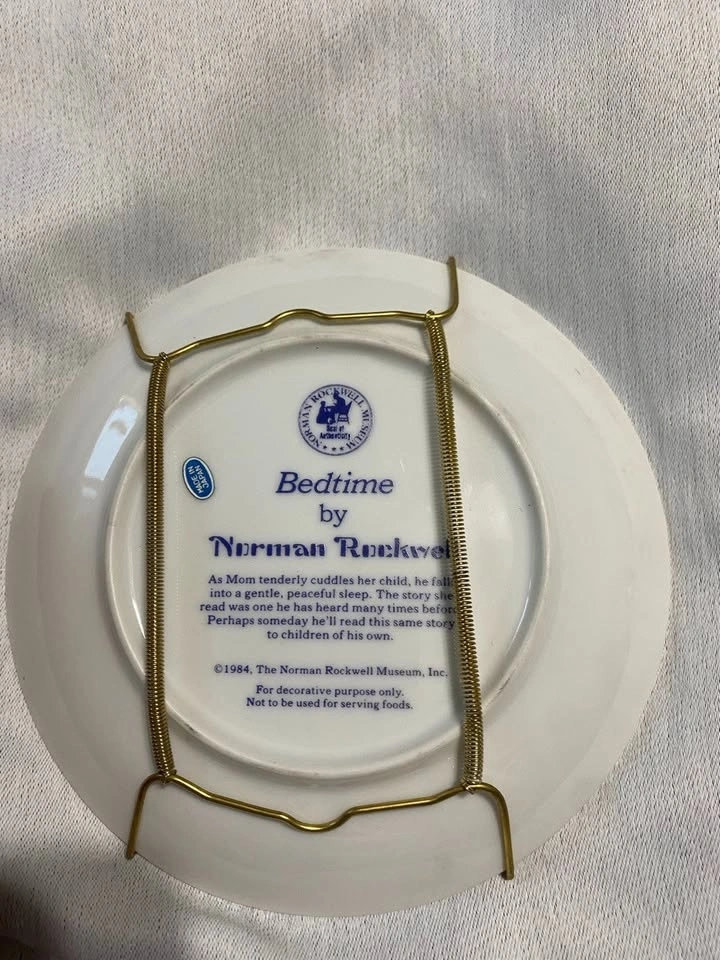 NORMAN ROCKWELL MUSEUM
Seal of
Authenticity
MADE IN
JAPAN
Bedtime
by
Norman Rockwel
As Mom tenderly cuddles her child, he fall
into a gentle, peaceful sleep. The story she
read was one he has heard many times before
Perhaps someday he'll read this same story
to children of his own.
©1984, The Norman Rockwell Museum, Inc.
For decorative purpose only.
Not to be used for serving foods.